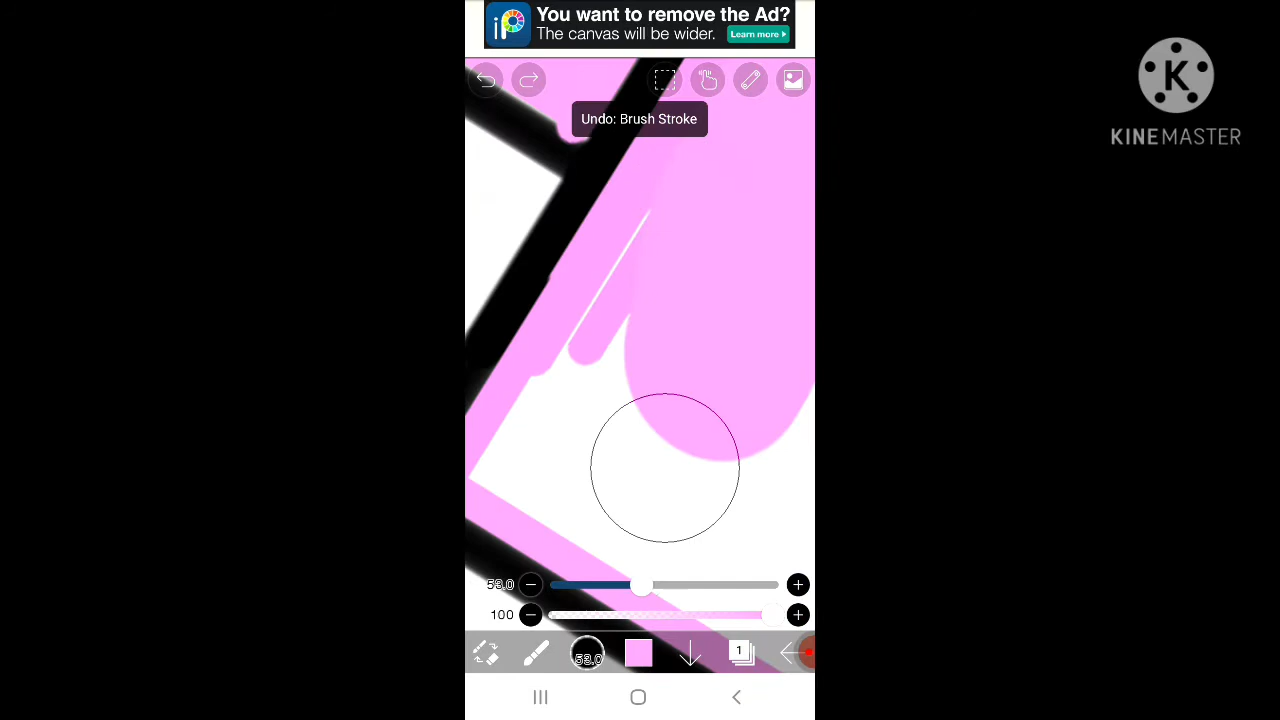 iP
You want to remove the Ad?
The canvas will be wider.
Learn more
K
KINEMASTER
Undo: Brush Stroke
53.0
100
53.0
1